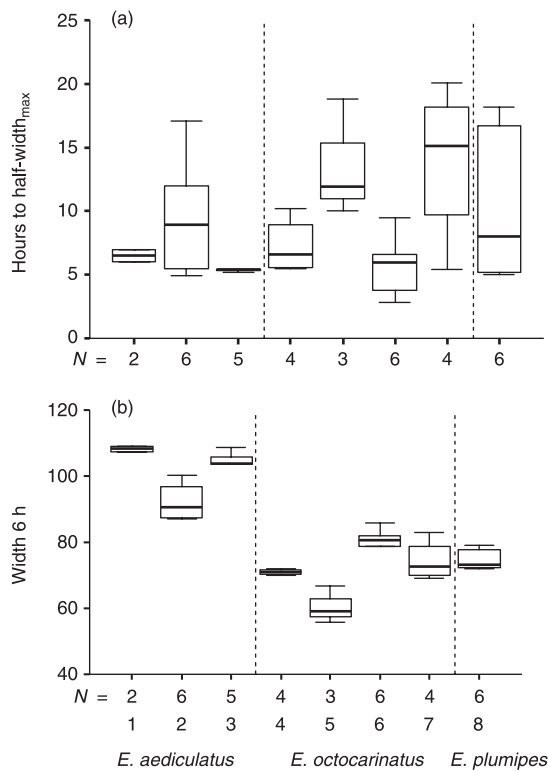 (a)
25
20
15
10
5
0
Hours to half-widthmax
N = 2 6 5 4 3 6 4 6
(b)
120
100
80
60
40
Width 6 h
N = 2 6 5 4 3 6 4 6
1 2 3 4 5 6 7 8
E. aediculatus E. octocarinatus E. plumipes